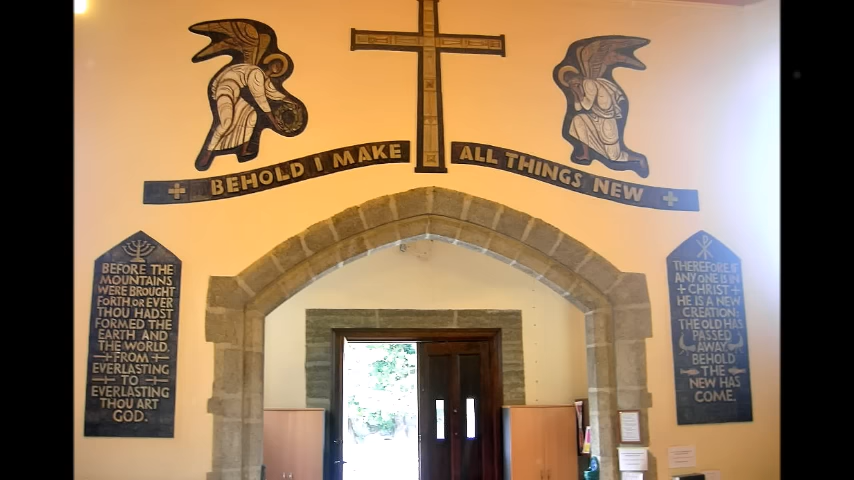 BEHOLD I MAKE
ALL THINGS NEW
BEFORE THE
MOUNTAINS
WERE BROUGHT
FORTH OR EVER
THOU HADST
FORMED THE
EARTH AND
THE WORLD
FROM
EVERLASTING
TO
EVERLASTING
THOU ART
GOD.
THEREFORE IF
ANY ONE IS IN
CHRIST
HE IS A NEW
CREATION:
THE OLD HAS
PASSED
AWAY
BEHOLD
THE
NEW HAS
COME.